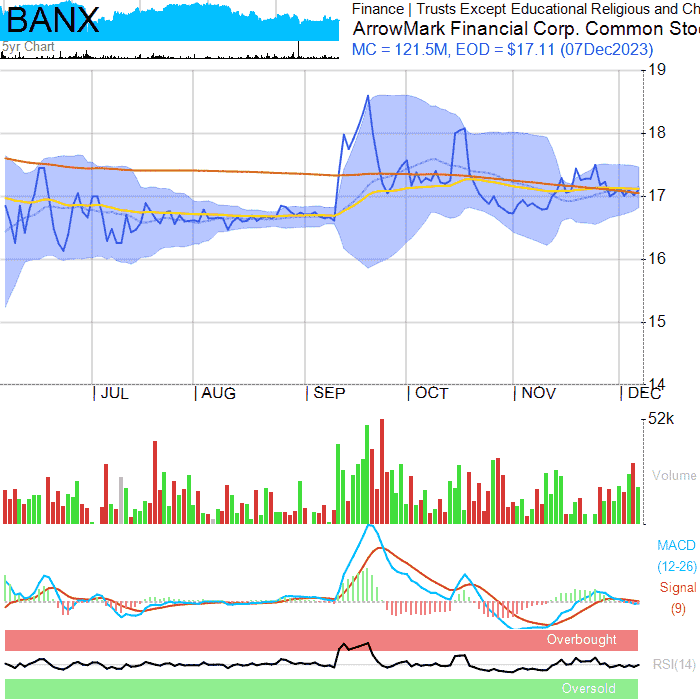 BANX
5yr Chart
Finance | Trusts Except Educational Religious and Ch
ArrowMark Financial Corp. Common Sto
MC = 121.5M, EOD = $17.11 (07Dec2023)
19
18
17
16
15
14
JUL
AUG
SEP
OCT
NOV
DEC
52k
Volume
MACD
(12-26)
Signal
(9)
Overbought
RSI(14)
Oversold